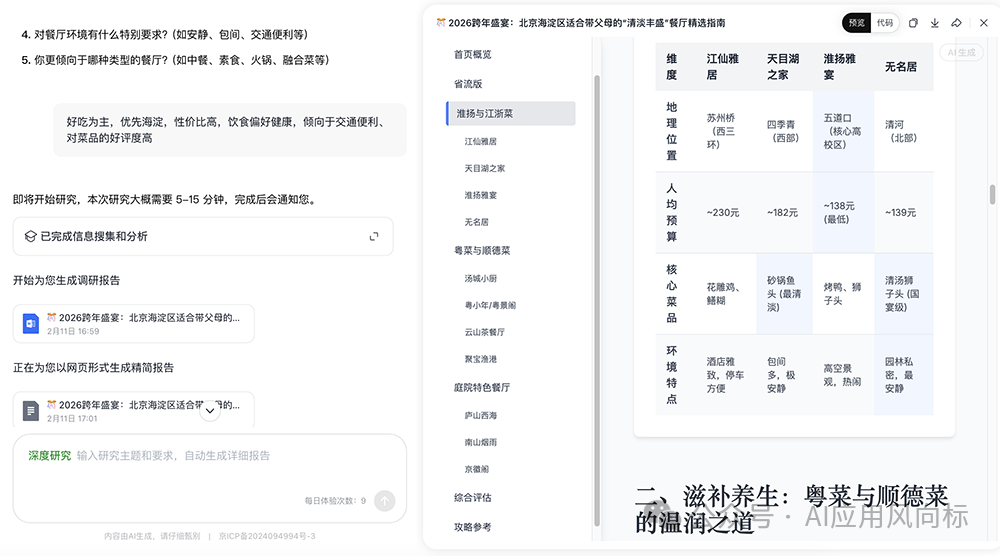 4. 对餐厅环境有什么特别要求？(如安静、包间、交通便利等)
5. 你更倾向于哪种类型的餐厅？(如中餐、素食、火锅、融合菜等)
好吃为主，优先海淀，性价比高，饮食偏好健康，倾向于交通便利、
对菜品的好评度高
即将开始研究，本次研究大概需要 5-15 分钟，完成后会通知您。
已完成信息搜集和分析
开始为您生成调研报告
2026跨年盛宴：北京海淀区适合带父母的...
2月11日 16:59
正在为您以网页形式生成精简报告
2026跨年盛宴：北京海淀区适合带父母的...
2月11日 17:01
深度研究 输入研究主题和要求，自动生成详细报告
每日体验次数：9
内容由AI生成，请仔细甄别 | 京ICP备2024094994号-3
2026跨年盛宴：北京海淀区适合带父母的“清淡丰盛”餐厅精选指南
预览 代码
AI 生成
首页概览
省流版
淮扬与江浙菜
江仙雅居
天目湖之家
淮扬雅宴
无名居
粤菜与顺德菜
汤城小厨
粤小年/粤景阁
云山茶餐厅
聚宝渔港
庭院特色餐厅
庐山西海
南山烟雨
京徽阁
综合评估
攻略参考
维度 江仙雅居 天目湖之家 淮扬雅宴 无名居
地理位置 苏州桥（西三环） 四季青（西部） 五道口（核心高校区） 清河（北部）
人均预算 ~230元 ~182元 ~138元 (最低) ~139元
核心菜品 花雕鸡、鳝糊 砂锅鱼头 (最清淡) 烤鸭、狮子头 清汤狮子头 (国宴级)
环境特点 酒店雅致，停车方便 包间多，极安静 高空景观，热闹 园林私密，最安静
二、滋补养生：粤菜与顺德菜
的温润之道
公众号 · AI应用风向标